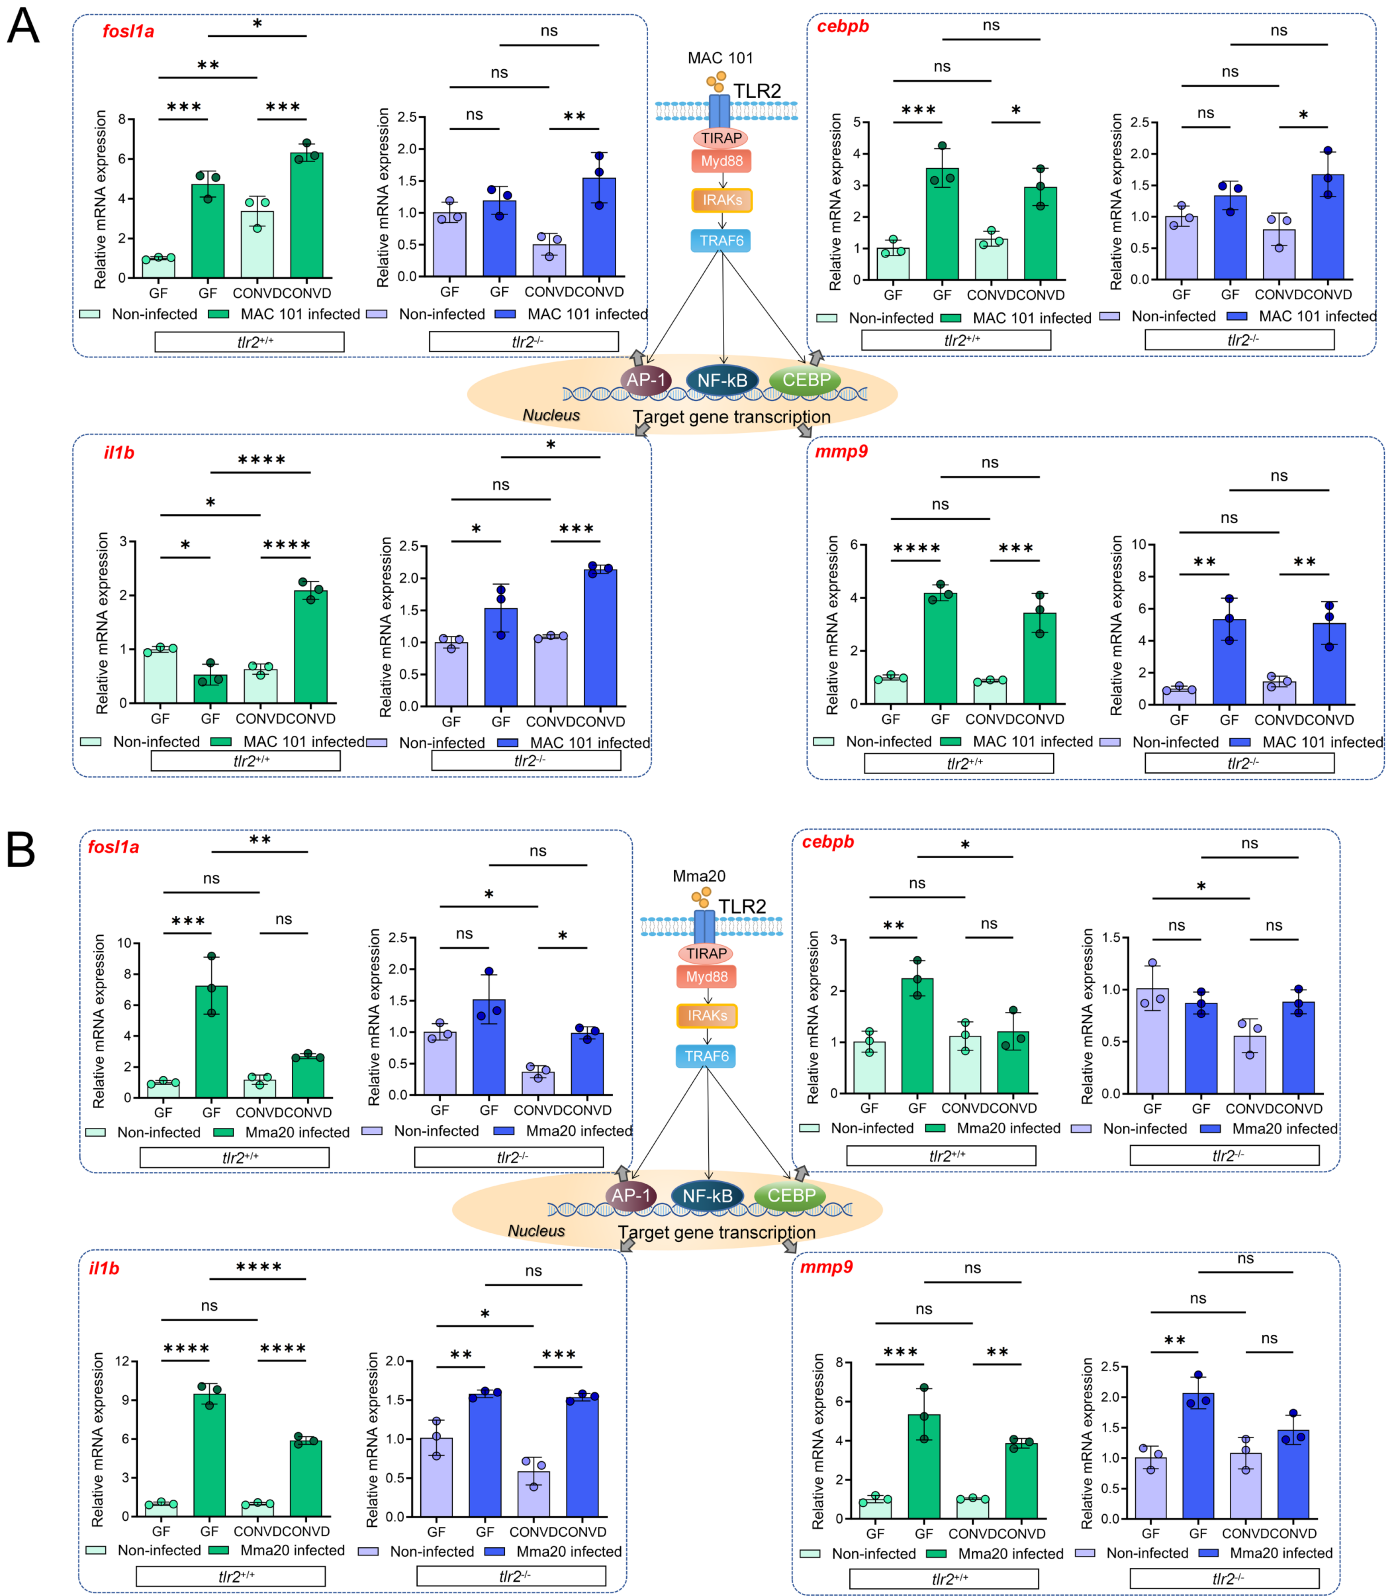 A
fosl1a
*
**
***
***
Relative mRNA expression
8
6
4
2
0
GF
GF
CONVD
CONVD
Non-infected
MAC 101 infected
tlr2+/+
ns
ns
ns
**
Relative mRNA expression
2.5
2.0
1.5
1.0
0.5
0.0
GF
GF
CONVD
CONVD
Non-infected
MAC 101 infected
tlr2-/-
MAC 101
TLR2
TIRAP
Myd88
IRAKs
TRAF6
AP-1
NF-kB
CEBP
Nucleus
Target gene transcription
cebpb
ns
ns
***
*
Relative mRNA expression
5
4
3
2
1
0
GF
GF
CONVD
CONVD
Non-infected
MAC 101 infected
tlr2+/+
ns
ns
ns
*
Relative mRNA expression
2.5
2.0
1.5
1.0
0.5
0.0
GF
GF
CONVD
CONVD
Non-infected
MAC 101 infected
tlr2-/-
il1b
****
*
*
****
Relative mRNA expression
3
2
1
0
GF
GF
CONVD
CONVD
Non-infected
MAC 101 infected
tlr2+/+
*
ns
*
***
Relative mRNA expression
2.5
2.0
1.5
1.0
0.5
0.0
GF
GF
CONVD
CONVD
Non-infected
MAC 101 infected
tlr2-/-
mmp9
ns
ns
****
***
Relative mRNA expression
6
4
2
0
GF
GF
CONVD
CONVD
Non-infected
MAC 101 infected
tlr2+/+
ns
ns
**
**
Relative mRNA expression
10
8
6
4
2
0
GF
GF
CONVD
CONVD
Non-infected
MAC 101 infected
tlr2-/-
B
fosl1a
**
ns
***
ns
Relative mRNA expression
10
8
6
4
2
0
GF
GF
CONVD
CONVD
Non-infected
Mma20 infected
tlr2+/+
ns
*
ns
*
Relative mRNA expression
2.5
2.0
1.5
1.0
0.5
0.0
GF
GF
CONVD
CONVD
Non-infected
Mma20 infected
tlr2-/-
Mma20
TLR2
TIRAP
Myd88
IRAKs
TRAF6
AP-1
NF-kB
CEBP
Nucleus
Target gene transcription
cebpb
*
ns
**
ns
Relative mRNA expression
3
2
1
0
GF
GF
CONVD
CONVD
Non-infected
Mma20 infected
tlr2+/+
ns
*
ns
ns
Relative mRNA expression
1.5
1.0
0.5
0.0
GF
GF
CONVD
CONVD
Non-infected
Mma20 infected
tlr2-/-
il1b
****
ns
****
****
Relative mRNA expression
12
9
6
3
0
GF
GF
CONVD
CONVD
Non-infected
Mma20 infected
tlr2+/+
ns
*
**
***
Relative mRNA expression
2.0
1.5
1.0
0.5
0.0
GF
GF
CONVD
CONVD
Non-infected
Mma20 infected
tlr2-/-
mmp9
ns
ns
***
**
Relative mRNA expression
8
6
4
2
0
GF
GF
CONVD
CONVD
Non-infected
Mma20 infected
tlr2+/+
ns
ns
**
ns
Relative mRNA expression
2.5
2.0
1.5
1.0
0.5
0.0
GF
GF
CONVD
CONVD
Non-infected
Mma20 infected
tlr2-/-